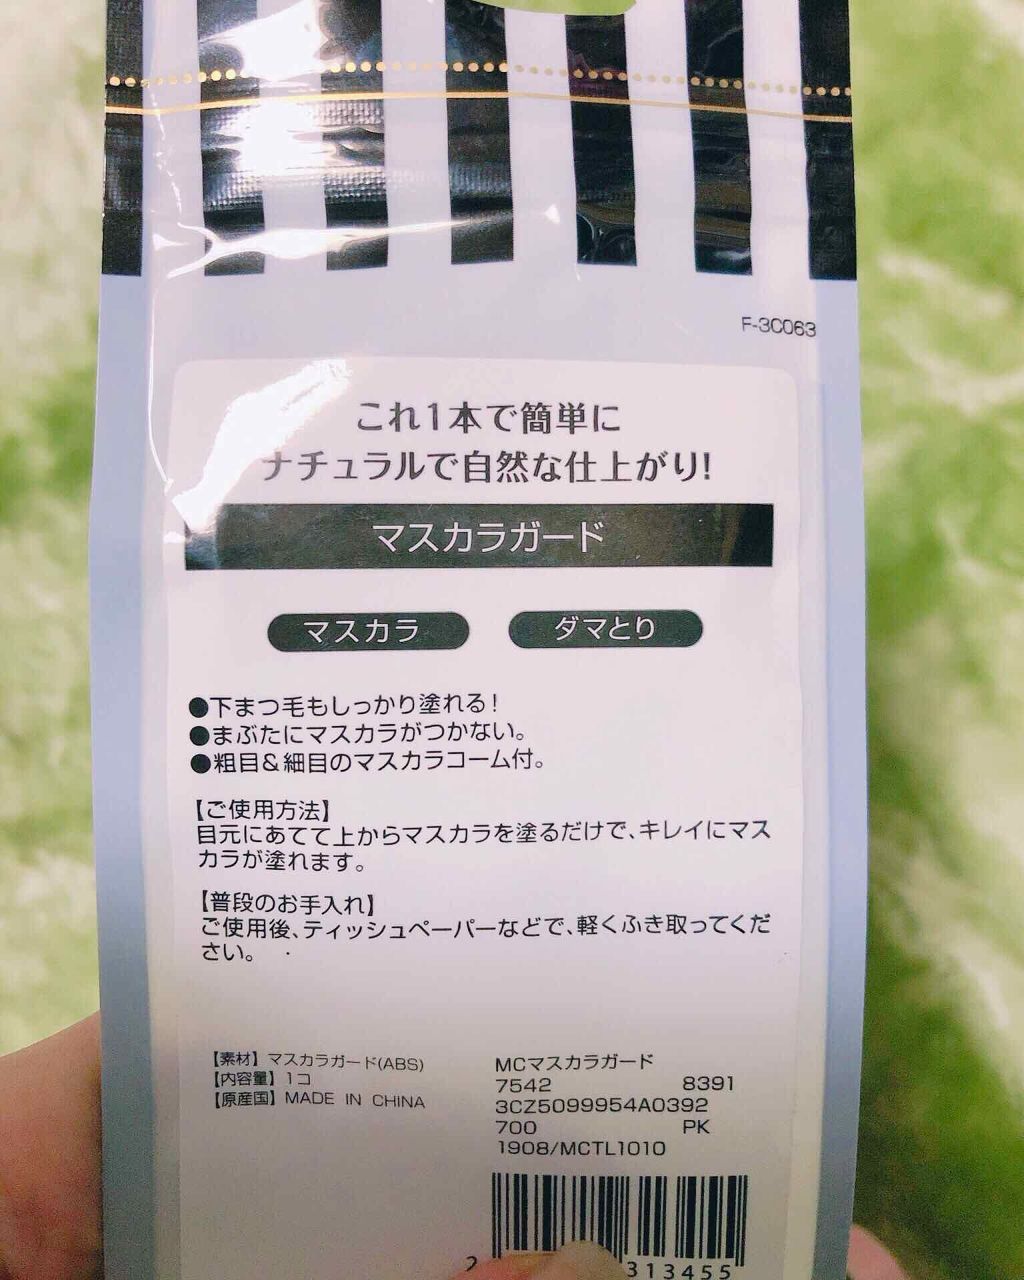 F-3C063
これ1本で簡単に
ナチュラルで自然な仕上がり!
マスカラガード
マスカラ
ダマとり
●下まつ毛もしっかり塗れる!
●まぶたにマスカラがつかない。
●粗目&細目のマスカラコーム付。
【ご使用方法】
目元にあてて上からマスカラを塗るだけで、キレイにマス
カラが塗れます。
【普段のお手入れ】
ご使用後、ティッシュペーパーなどで、軽くふき取ってくだ
さい。
【素材】マスカラガード(ABS)
【内容量】1コ
【原産国】MADE IN CHINA
MCマスカラガード
7542 8391
3CZ5099954A0392
700 PK
1908/MCTL1010
2 313455